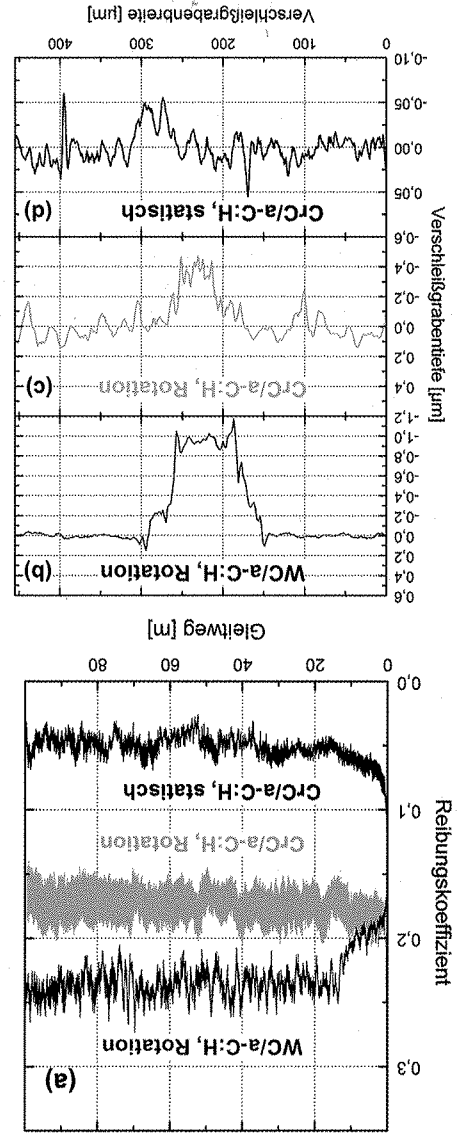 (a)
Reibungskoeffizient
0,3
WC/a-C:H, Rotation
0,2
CrC/a-C:H, Rotation
0,1
CrC/a-C:H, statisch
0,0
0 20 40 60 80
Gleitweg [m]
Verschleißgrabentiefe [µm]
0,6
0,4
0,2
0,0
-0,2
-0,4
-0,6
-0,8
-1,0
-1,2
WC/a-C:H, Rotation (b)
0,4
0,2
0,0
-0,2
-0,4
-0,6
CrC/a-C:H, Rotation (c)
0,05
0,00
-0,05
-0,10
CrC/a-C:H, statisch (d)
0 100 200 300 400
Verschleißgrabenbreite [µm]